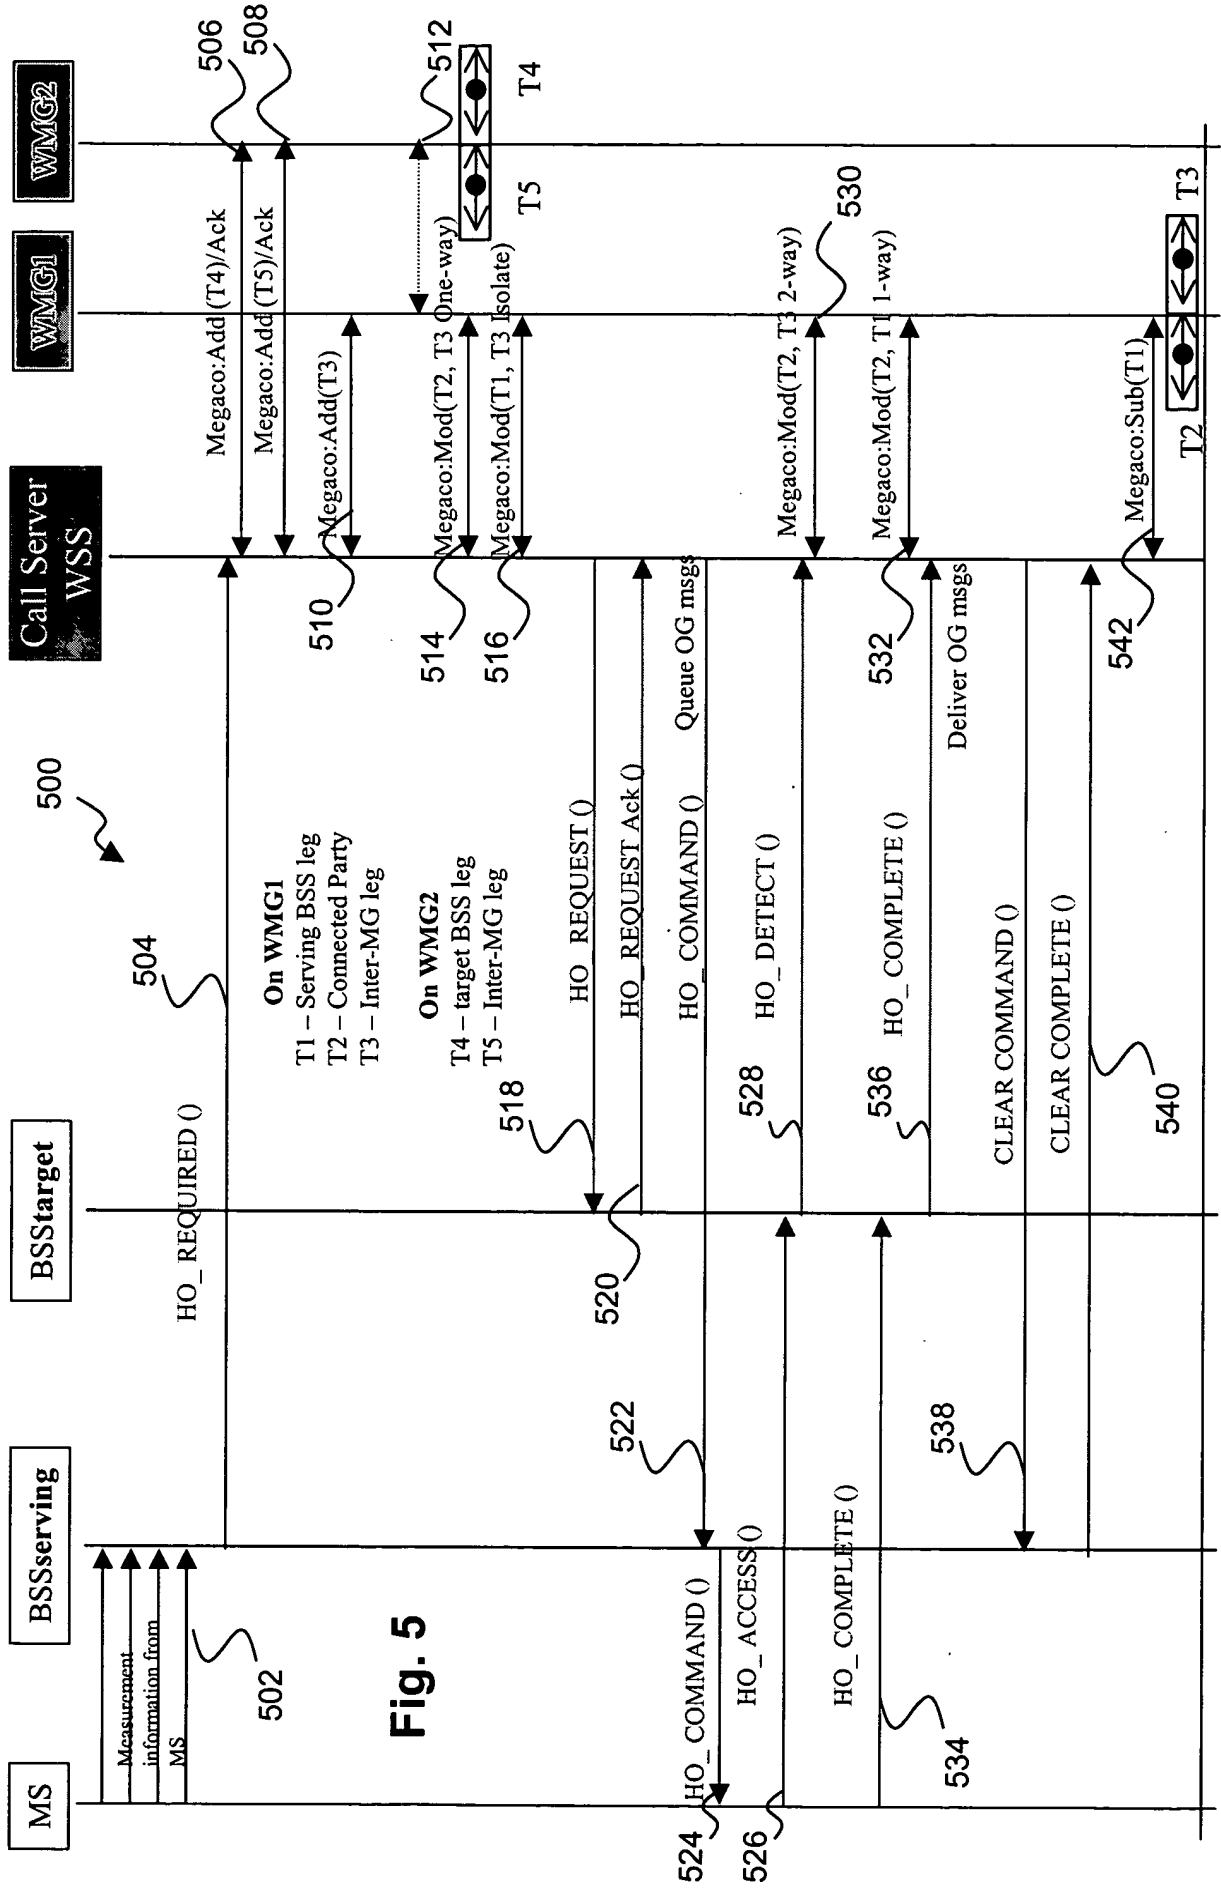 MS
BSSserving
BSStarget
Call Server
WSS
WMG1
WMG2
500
Measurement
information from
MS
502
HO_REQUIRED ()
504
Megaco:Add (T4)/Ack
506
Megaco:Add (T5)/Ack
508
On WMG1
T1 – Serving BSS leg
T2 – Connected Party
T3 – Inter-MG leg
On WMG2
T4 – target BSS leg
T5 – Inter-MG leg
Megaco:Add(T3)
510
512
Megaco:Mod(T2, T3 One-way)
514
T5
T4
Megaco:Mod(T1, T3 Isolate)
516
HO_REQUEST ()
518
HO_REQUEST Ack ()
520
Queue OG msgs
HO_COMMAND ()
522
HO_COMMAND ()
524
HO_ACCESS ()
526
HO_DETECT ()
528
Megaco:Mod(T2, T3 2-way)
530
Megaco:Mod(T2, T1 1-way)
532
HO_COMPLETE ()
534
HO_COMPLETE ()
536
Deliver OG msgs
CLEAR COMMAND ()
538
CLEAR COMPLETE ()
540
Megaco:Sub(T1)
542
T2
T3
Fig. 5